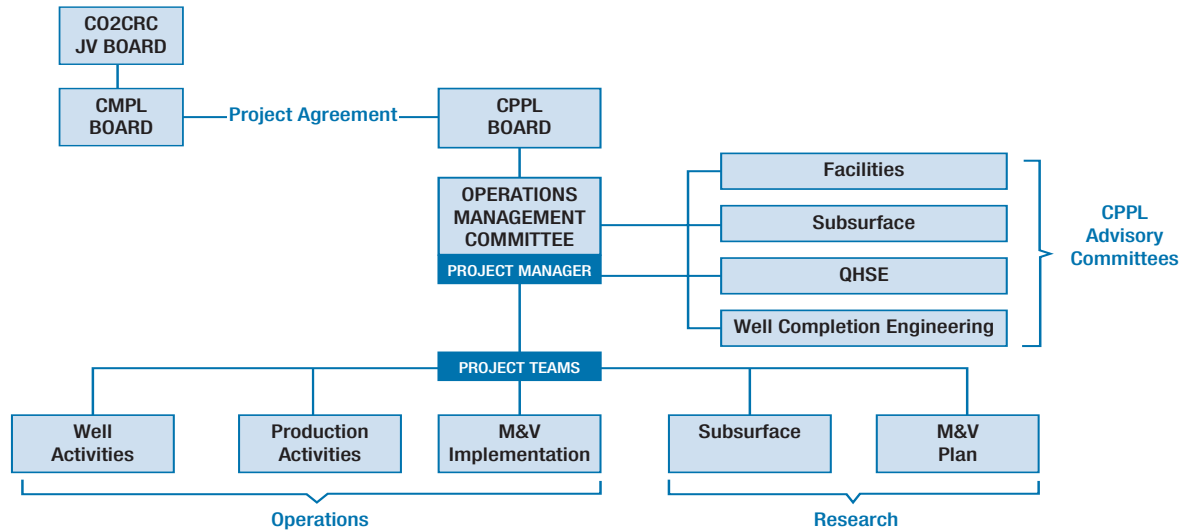 CO2CRC
JV BOARD
CMPL
BOARD
Project Agreement
CPPL
BOARD
OPERATIONS
MANAGEMENT
COMMITTEE
PROJECT MANAGER
Facilities
Subsurface
QHSE
Well Completion Engineering
CPPL
Advisory
Committees
PROJECT TEAMS
Well
Activities
Production
Activities
M&V
Implementation
Subsurface
M&V
Plan
Operations
Research